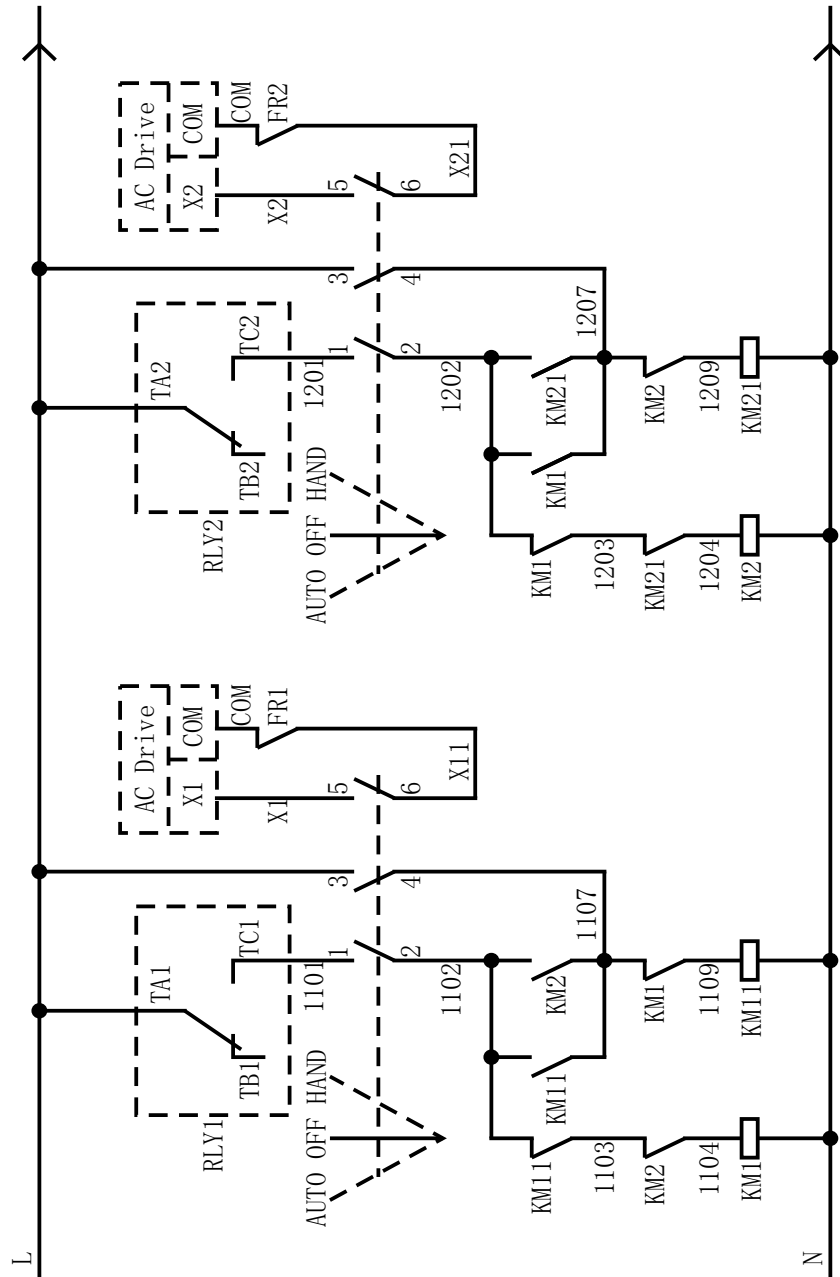 L
AC Drive
AC Drive
TA1
TA2
X1 COM
X2 COM
RLY1
RLY2
TB1 TC1 COM
TB2 TC2 COM
X1 FR1
X2 FR2
AUTO OFF HAND 1101
AUTO OFF HAND 1201
1 3 5
1 3 5
2 4 6
2 4 6
1102 X11
1202 X21
KM11 KM11 KM2
KM1 KM1 KM21
1107
1207
1103
1203
KM2 KM1
KM21 KM2
1104 1109
1204 1209
KM1 KM11
KM2 KM21
N